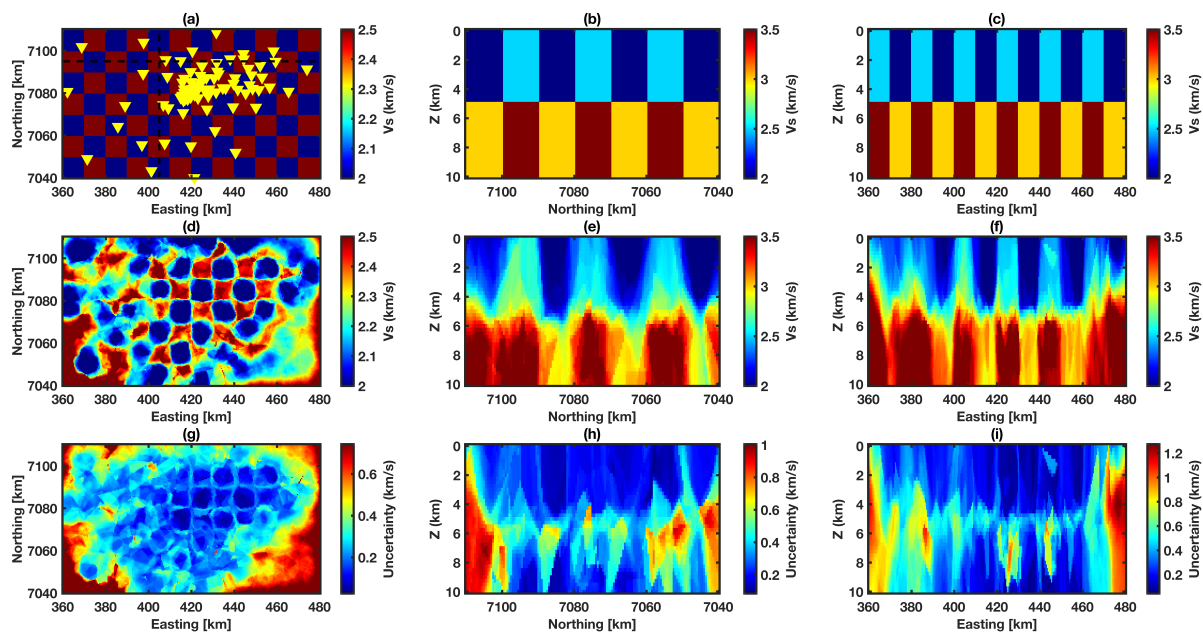 (a)
7100
7080
7060
7040
Northing [km]
360 380 400 420 440 460 480
Easting [km]
2.5
2.4
2.3
2.2
2.1
2
Vs (km/s)
(b)
0
2
4
6
8
10
Z (km)
7100 7080 7060 7040
Northing [km]
3.5
3
2.5
2
Vs (km/s)
(c)
0
2
4
6
8
10
Z (km)
360 380 400 420 440 460 480
Easting [km]
3.5
3
2.5
2
Vs (km/s)
(d)
7100
7080
7060
7040
Northing [km]
360 380 400 420 440 460 480
Easting [km]
2.5
2.4
2.3
2.2
2.1
2
Vs (km/s)
(e)
0
2
4
6
8
10
Z (km)
7100 7080 7060 7040
Northing [km]
3.5
3
2.5
2
Vs (km/s)
(f)
0
2
4
6
8
10
Z (km)
360 380 400 420 440 460 480
Easting [km]
3.5
3
2.5
2
Vs (km/s)
(g)
7100
7080
7060
7040
Northing [km]
360 380 400 420 440 460 480
Easting [km]
0.6
0.4
0.2
Uncertainty (km/s)
(h)
0
2
4
6
8
10
Z (km)
7100 7080 7060 7040
Northing [km]
1
0.8
0.6
0.4
0.2
Uncertainty (km/s)
(i)
0
2
4
6
8
10
Z (km)
360 380 400 420 440 460 480
Easting [km]
1.2
1
0.8
0.6
0.4
0.2
Uncertainty (km/s)